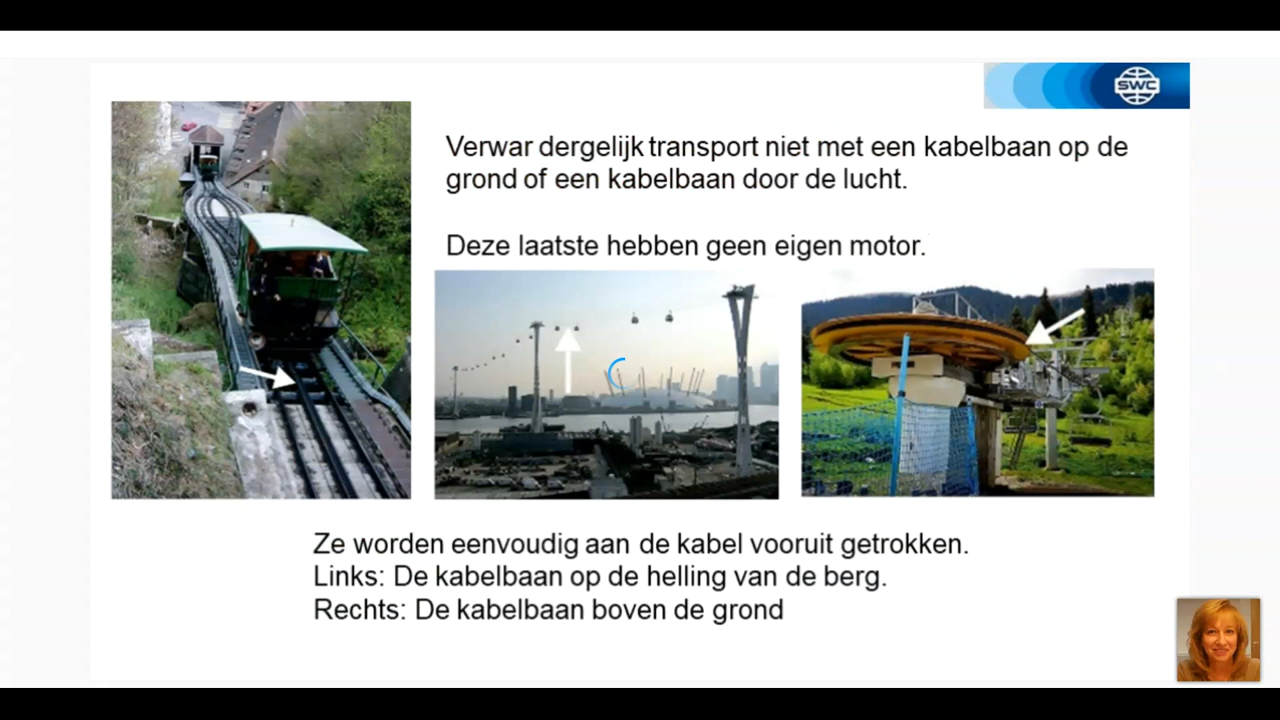 SWC
Verwar dergelijk transport niet met een kabelbaan op de
grond of een kabelbaan door de lucht.
Deze laatste hebben geen eigen motor.
Ze worden eenvoudig aan de kabel vooruit getrokken.
Links: De kabelbaan op de helling van de berg.
Rechts: De kabelbaan boven de grond